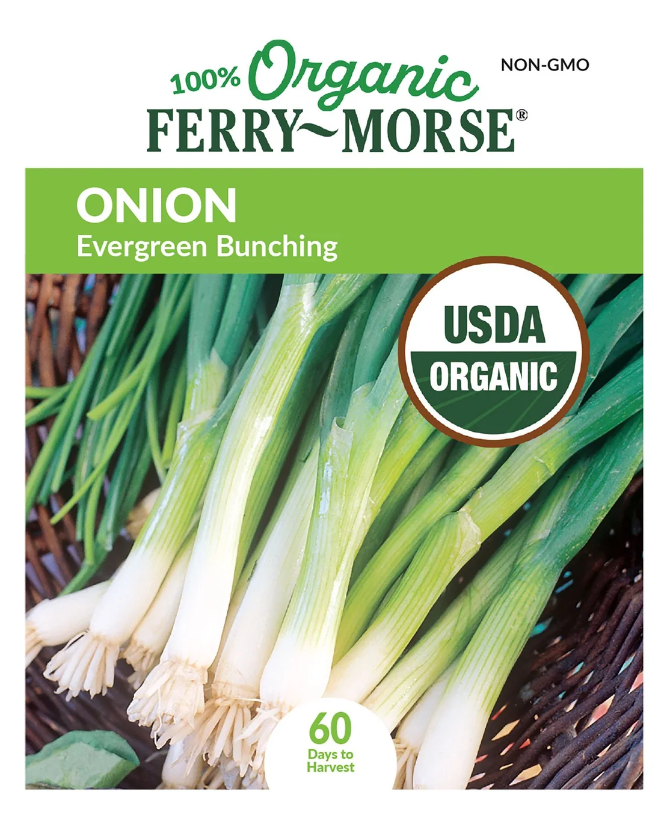 100% Organic
NON-GMO
FERRY~MORSE®
ONION
Evergreen Bunching
USDA
ORGANIC
60
Days to
Harvest